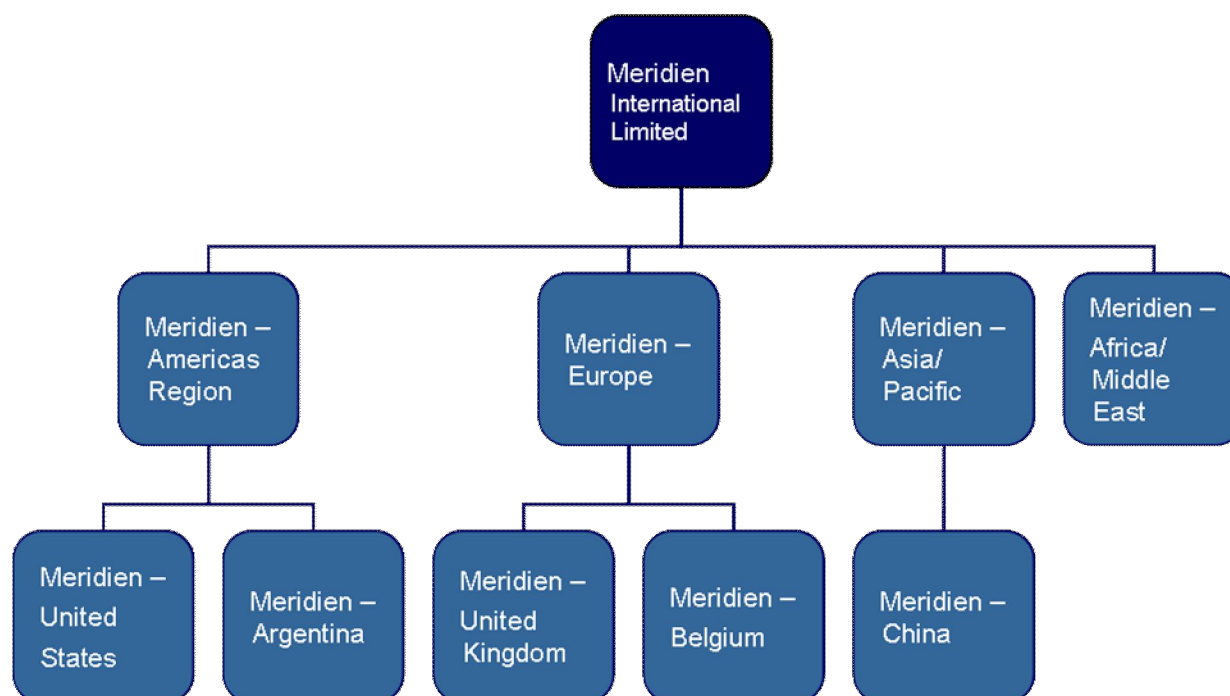 Meridien
International
Limited
Meridien –
Americas
Region
Meridien –
Europe
Meridien –
Asia/
Pacific
Meridien –
Africa/
Middle
East
Meridien –
United
States
Meridien –
Argentina
Meridien –
United
Kingdom
Meridien –
Belgium
Meridien –
China